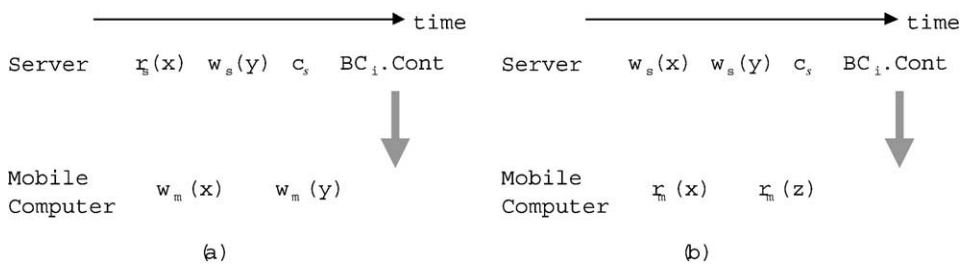 time
Server r_s(x) w_s(y) c_s BC_i.Cont
Mobile
Computer w_m(x) w_m(y)
(a)
time
Server w_s(x) w_s(y) c_s BC_i.Cont
Mobile
Computer r_m(x) r_m(z)
(b)